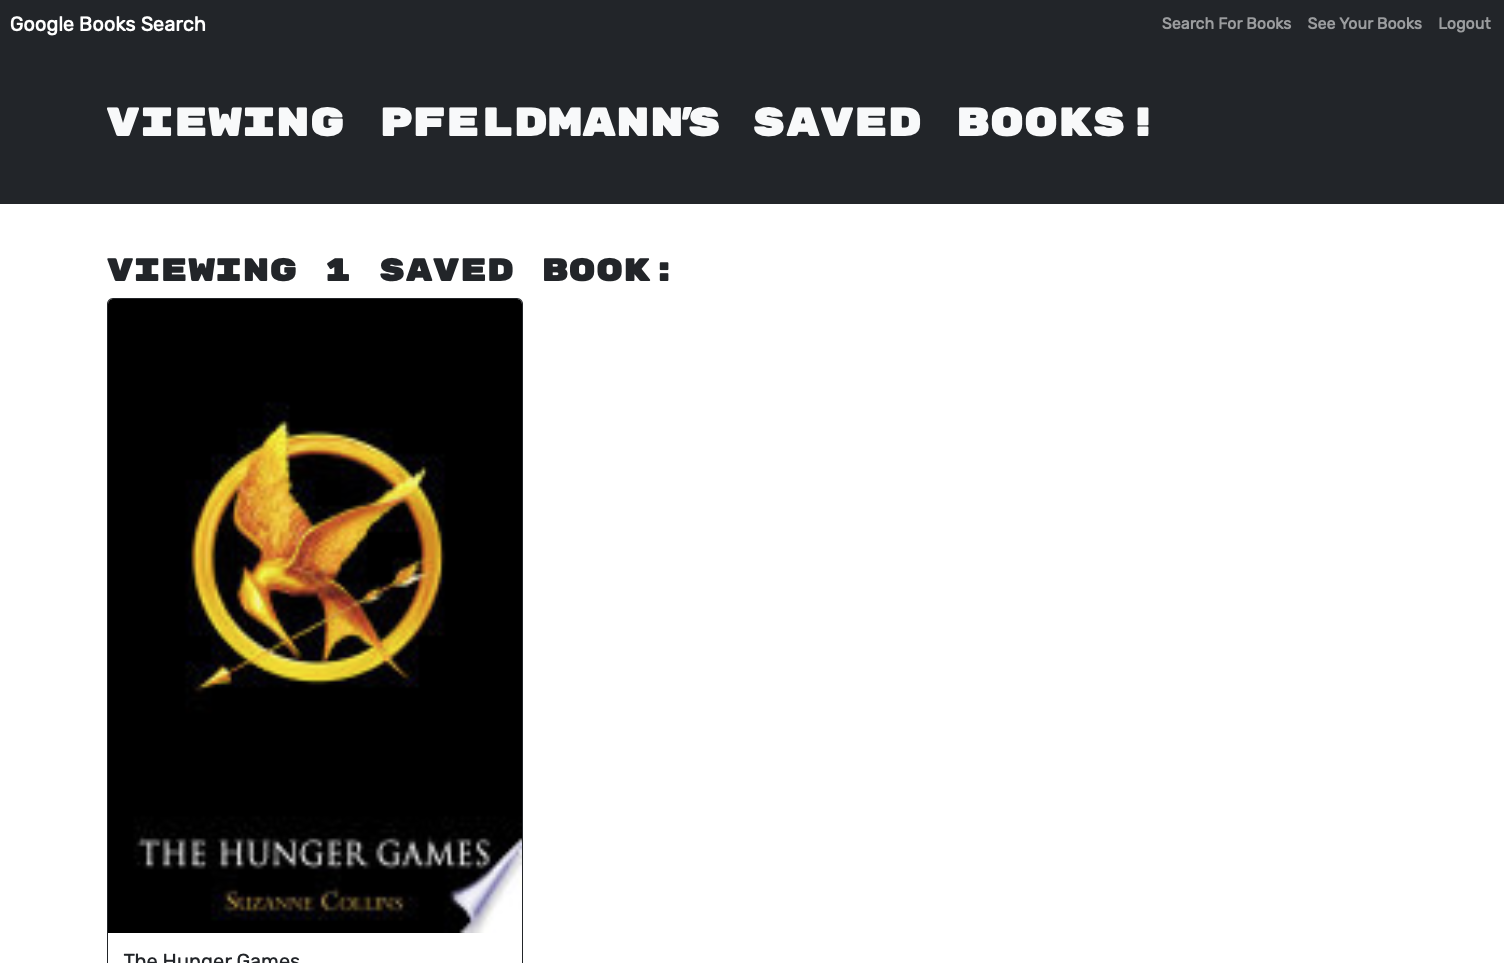 Google Books Search
Search For Books See Your Books Logout
VIEWING PFELDMANN'S SAVED BOOKS!
VIEWING 1 SAVED BOOK:
THE HUNGER GAMES
SUZANNE COLLINS
The Hunger Games